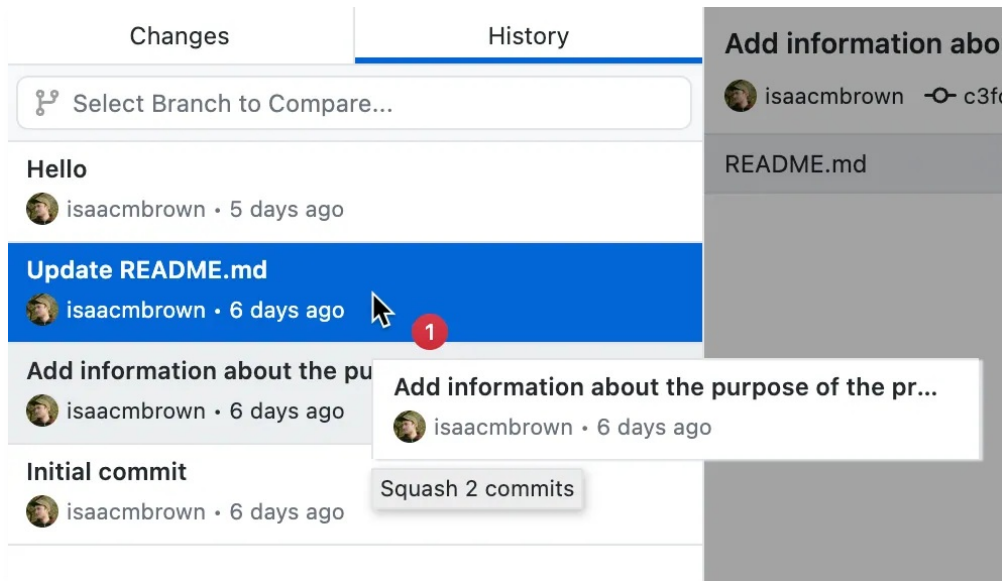 Changes
History
Select Branch to Compare...
Hello
isaacmbrown • 5 days ago
Update README.md
isaacmbrown • 6 days ago
1
Add information about the pu
isaacmbrown • 6 days ago
Initial commit
isaacmbrown • 6 days ago
Add information about the purpose of the pr...
isaacmbrown • 6 days ago
Squash 2 commits
Add information abo
isaacmbrown c3fc
README.md